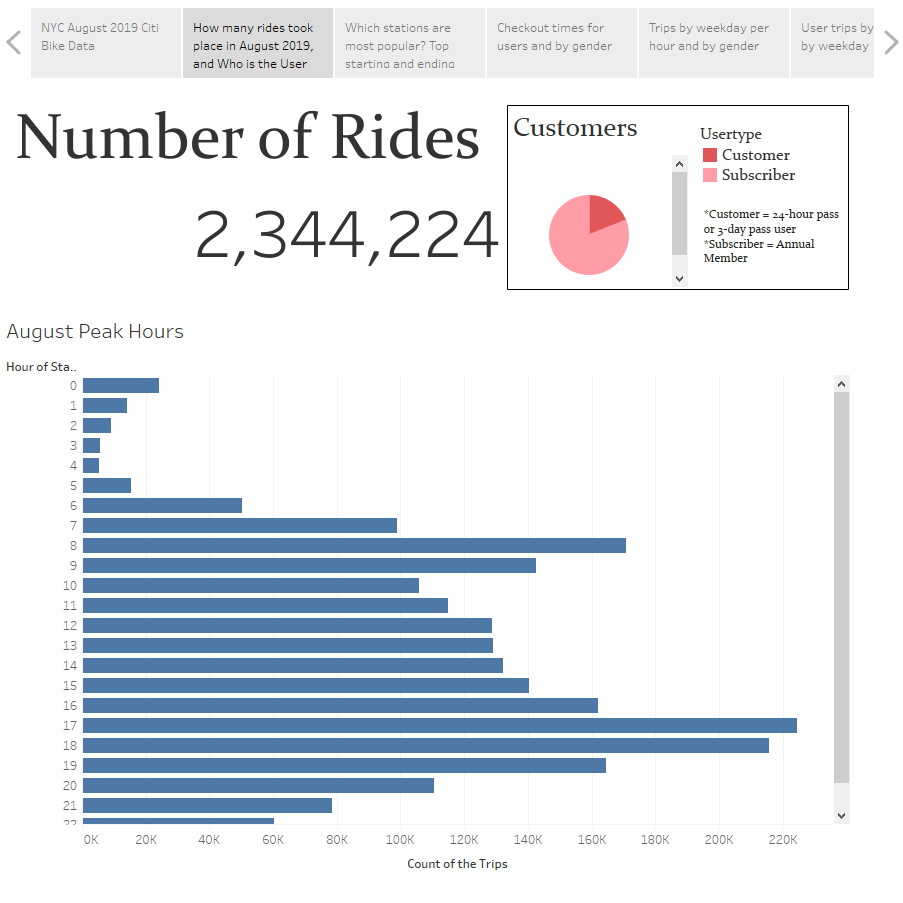 NYC August 2019 Citi
Bike Data
How many rides took
place in August 2019,
and Who is the User
Which stations are
most popular? Top
starting and ending
Checkout times for
users and by gender
Trips by weekday per
hour and by gender
User trips by
by weekday
Number of Rides
2,344,224
Customers
Usertype
Customer
Subscriber
*Customer = 24-hour pass
or 3-day pass user
*Subscriber = Annual
Member
August Peak Hours
Hour of Sta..
0
1
2
3
4
5
6
7
8
9
10
11
12
13
14
15
16
17
18
19
20
21
22
0K 20K 40K 60K 80K 100K 120K 140K 160K 180K 200K 220K
Count of the Trips